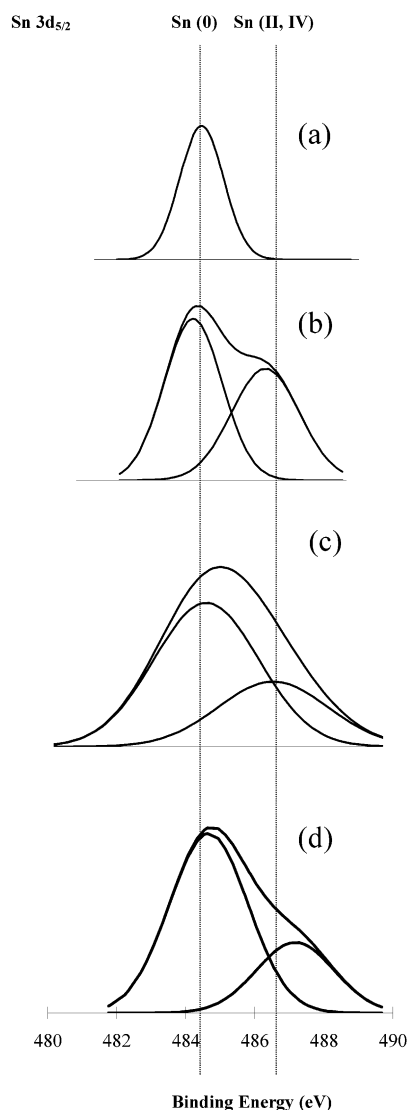 Sn 3d5/2 Sn (0) Sn (II, IV)
(a)
(b)
(c)
(d)
480 482 484 486 488 490
Binding Energy (eV)